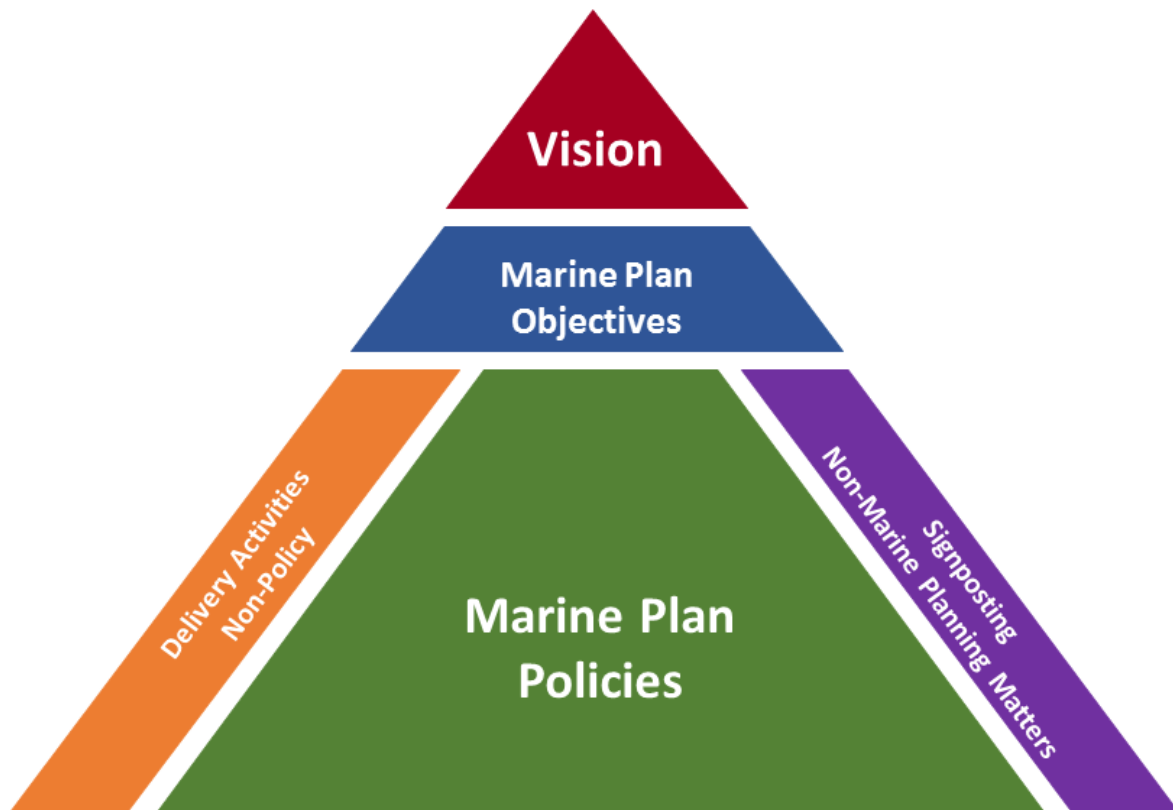 Vision
Marine Plan
Objectives
Delivery Activities
Non-Policy
Marine Plan
Policies
Signposting
Non-Marine Planning Matters